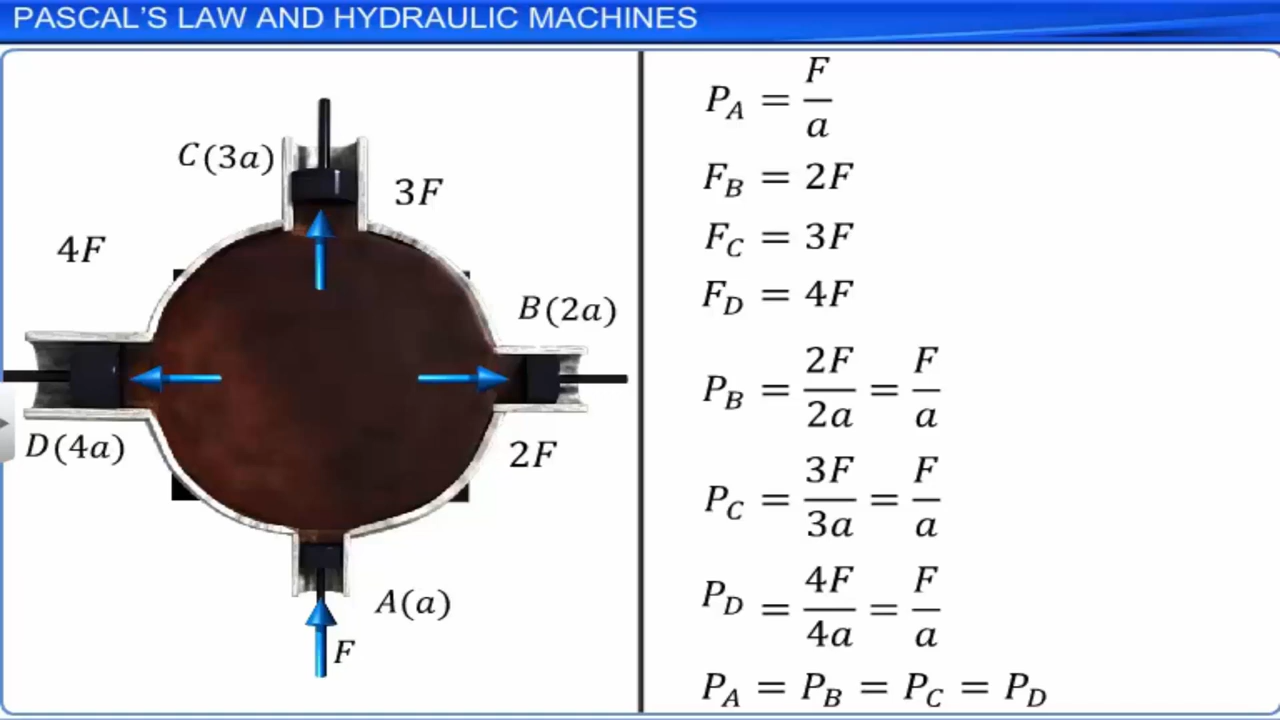 PASCAL'S LAW AND HYDRAULIC MACHINES
C(3a)
3F
4F
B(2a)
D(4a)
2F
A(a)
F
P_A = F/a
F_B = 2F
F_C = 3F
F_D = 4F
P_B = 2F/2a = F/a
P_C = 3F/3a = F/a
P_D = 4F/4a = F/a
P_A = P_B = P_C = P_D